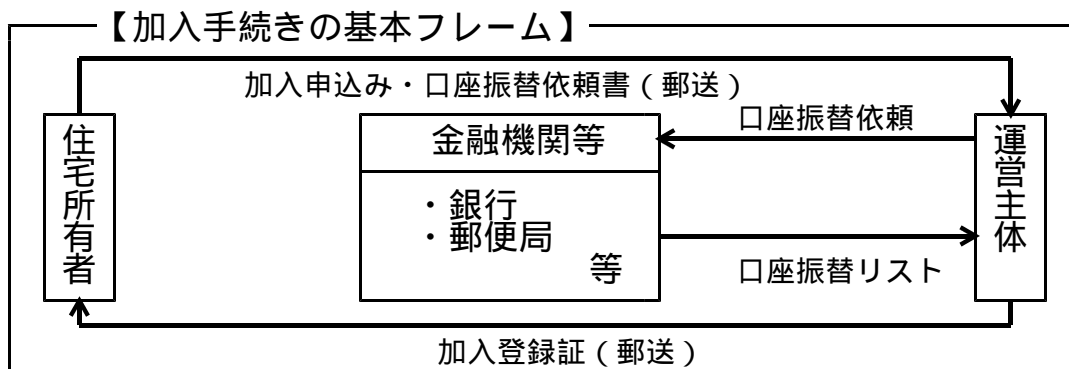 【加入手続きの基本フレーム】
加入申込み・口座振替依頼書(郵送)
住宅所有者
金融機関等
・銀行
・郵便局
等
口座振替依頼
口座振替リスト
運営主体
加入登録証(郵送)